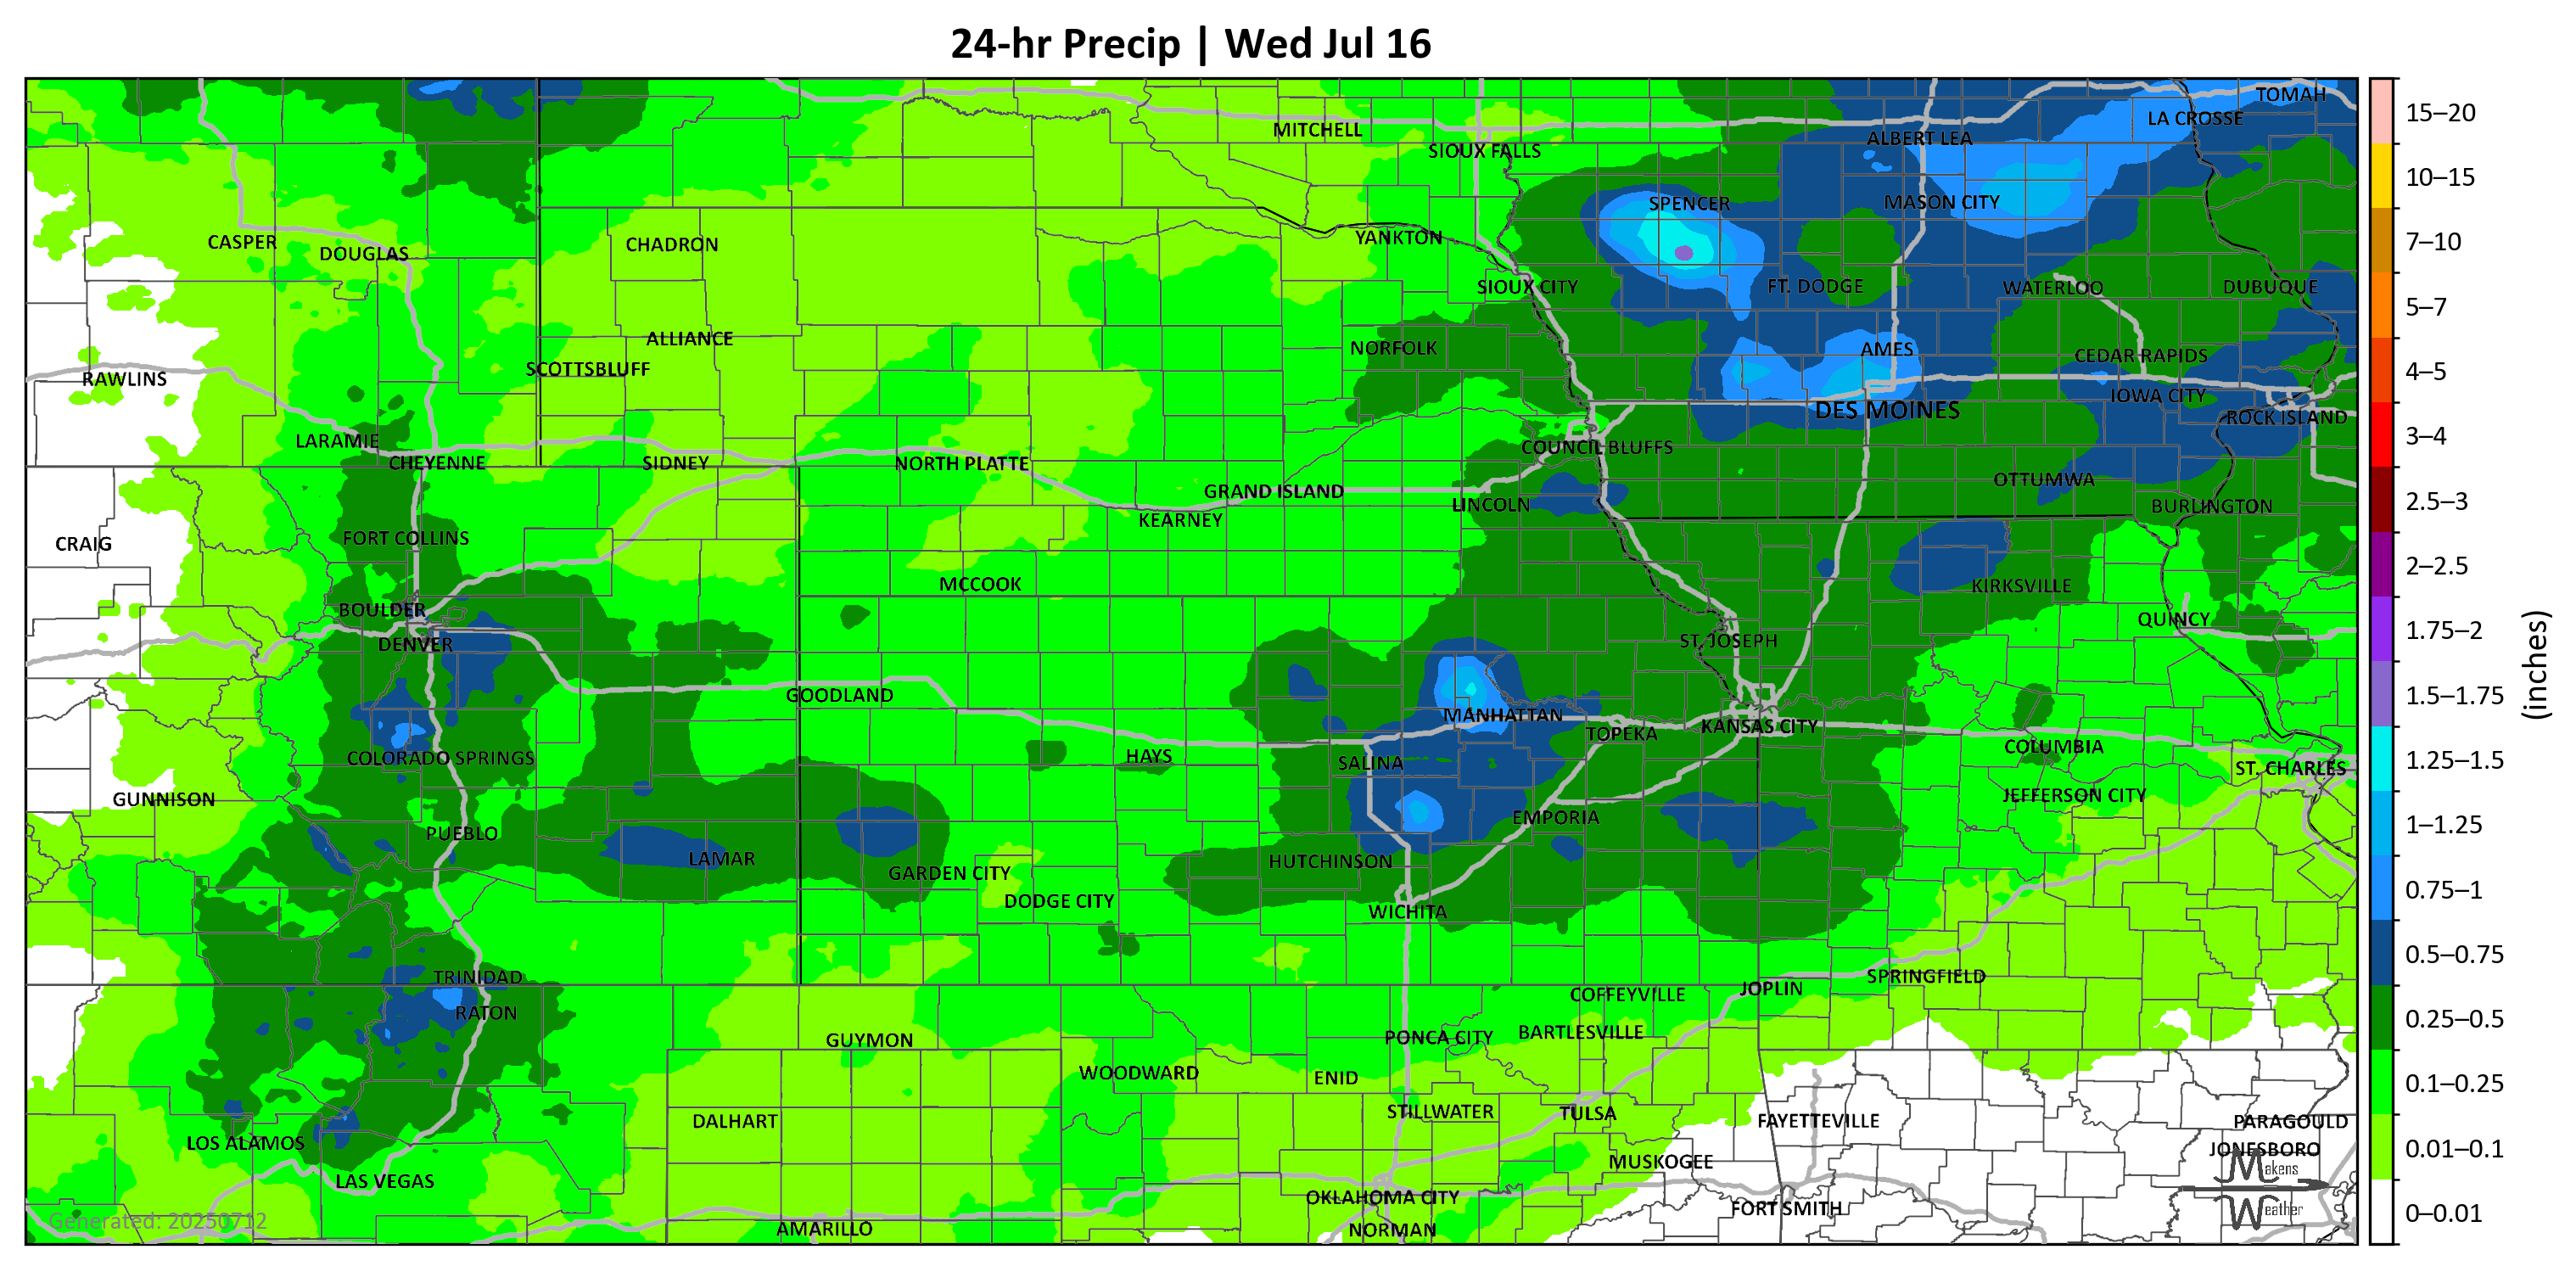 24-hr Precip | Wed Jul 16
TOMAH
LA CROSSE
MITCHELL
ALBERT LEA
SIOUX FALLS
SPENCER
MASON CITY
CASPER
DOUGLAS
CHADRON
YANKTON
SIOUX CITY
FT. DODGE
WATERLOO
DUBUQUE
ALLIANCE
NORFOLK
AMES
CEDAR RAPIDS
RAWLINS
SCOTTSBLUFF
IOWA CITY
DES MOINES
ROCK ISLAND
LARAMIE
CHEYENNE
SIDNEY
NORTH PLATTE
COUNCIL BLUFFS
GRAND ISLAND
LINCOLN
OTTUMWA
BURLINGTON
KEARNEY
CRAIG
FORT COLLINS
MCCOOK
KIRKSVILLE
BOULDER
QUINCY
DENVER
ST. JOSEPH
GOODLAND
MANHATTAN
KANSAS CITY
TOPEKA
COLORADO SPRINGS
HAYS
SALINA
COLUMBIA
ST. CHARLES
GUNNISON
JEFFERSON CITY
EMPORIA
PUEBLO
LAMAR
HUTCHINSON
GARDEN CITY
DODGE CITY
WICHITA
TRINIDAD
SPRINGFIELD
JOPLIN
COFFEYVILLE
RATON
GUYMON
PONCA CITY
BARTLESVILLE
WOODWARD
ENID
STILLWATER
TULSA
DALHART
FAYETTEVILLE
PARAGOULD
LOS ALAMOS
JONESBORO
MUSKOGEE
LAS VEGAS
OKLAHOMA CITY
FORT SMITH
AMARILLO
NORMAN
Generated: 20250712
Makens
Weather
15–20
10–15
7–10
5–7
4–5
3–4
2.5–3
2–2.5
1.75–2
1.5–1.75
1.25–1.5
1–1.25
0.75–1
0.5–0.75
0.25–0.5
0.1–0.25
0.01–0.1
0–0.01
(inches)